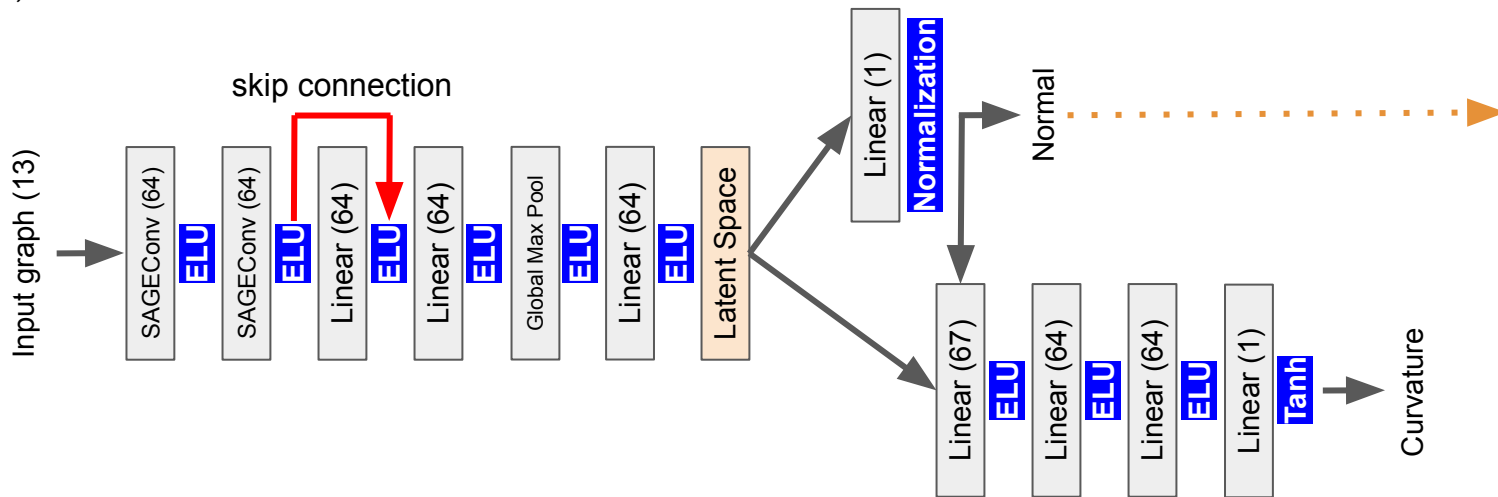 skip connection
Input graph (13)
SAGEConv (64)
ELU
SAGEConv (64)
ELU
Linear (64)
ELU
Linear (64)
ELU
Global Max Pool
ELU
Linear (64)
ELU
Latent Space
Linear (1)
Normalization
Normal
Linear (67)
ELU
Linear (64)
ELU
Linear (64)
ELU
Linear (1)
Tanh
Curvature